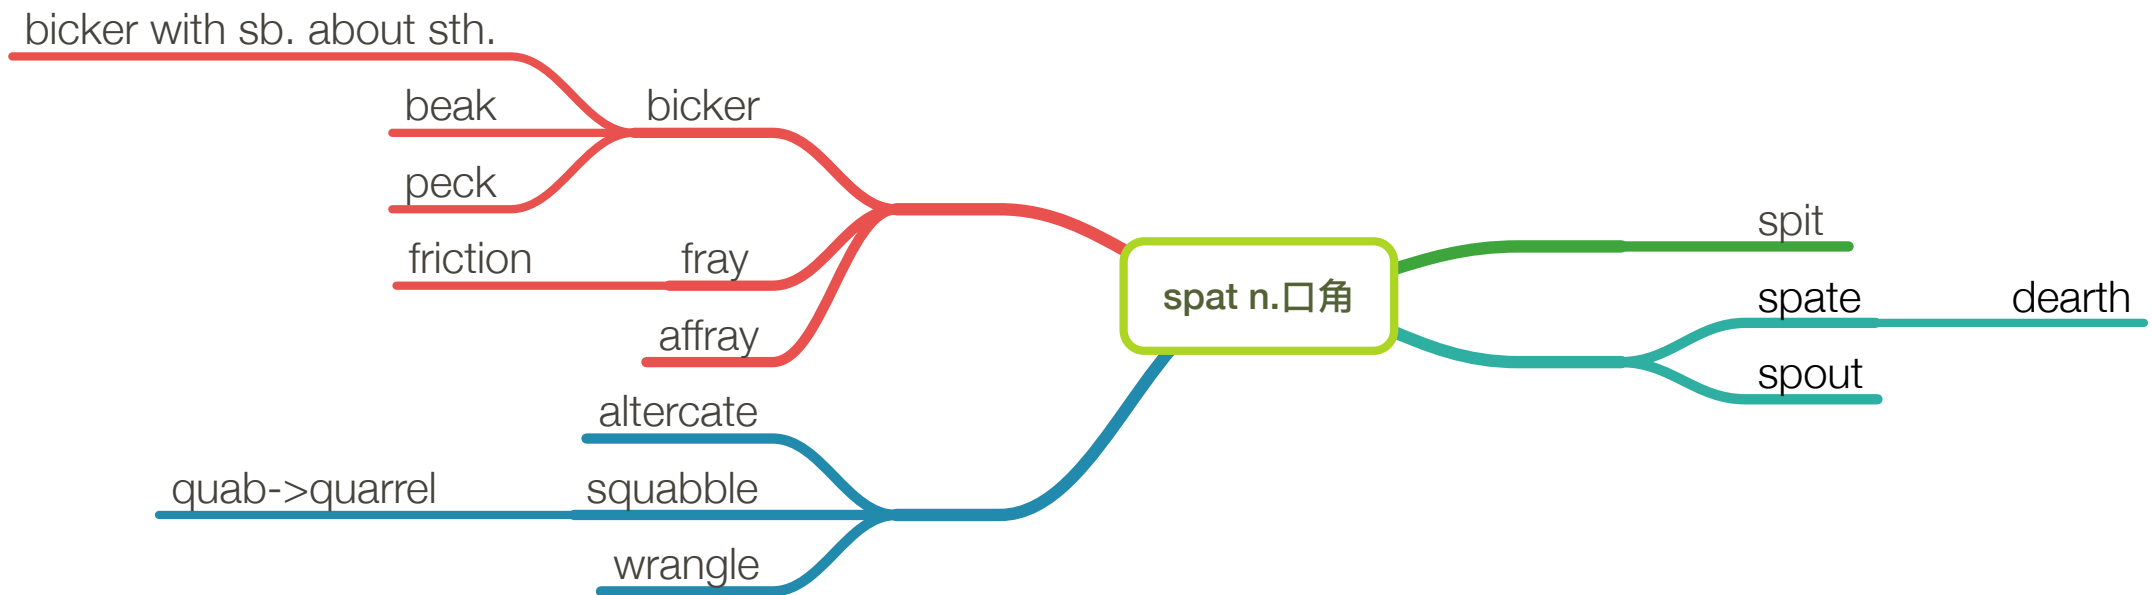 bicker with sb. about sth.
beak
bicker
peck
friction
fray
affray
altercate
quab->quarrel
squabble
wrangle
spat n.口角
spit
spate
dearth
spout